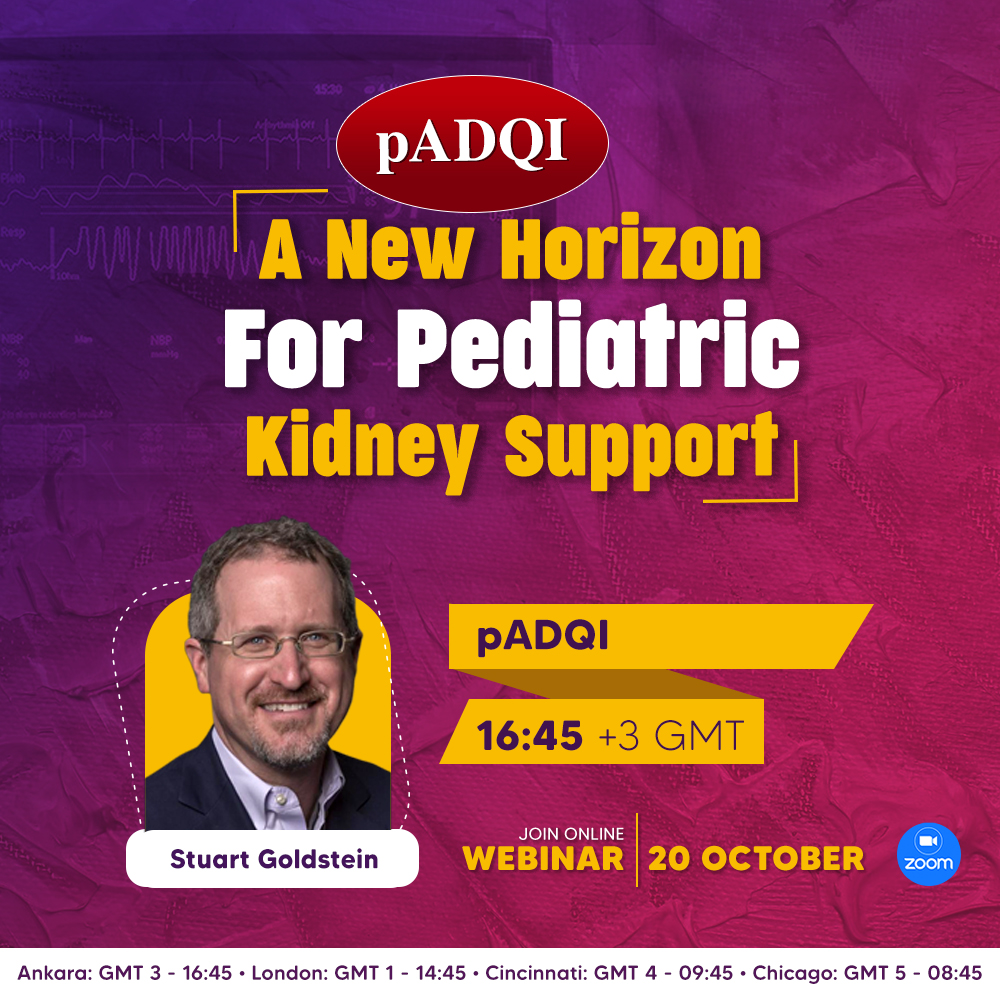 15:30
pADQI
A New Horizon
For Pediatric
Kidney Support
pADQI
16:45 +3 GMT
JOIN ONLINE
WEBINAR
20 OCTOBER
zoom
Stuart Goldstein
Ankara: GMT 3 - 16:45 • London: GMT 1 - 14:45 • Cincinnati: GMT 4 - 09:45 • Chicago: GMT 5 - 08:45